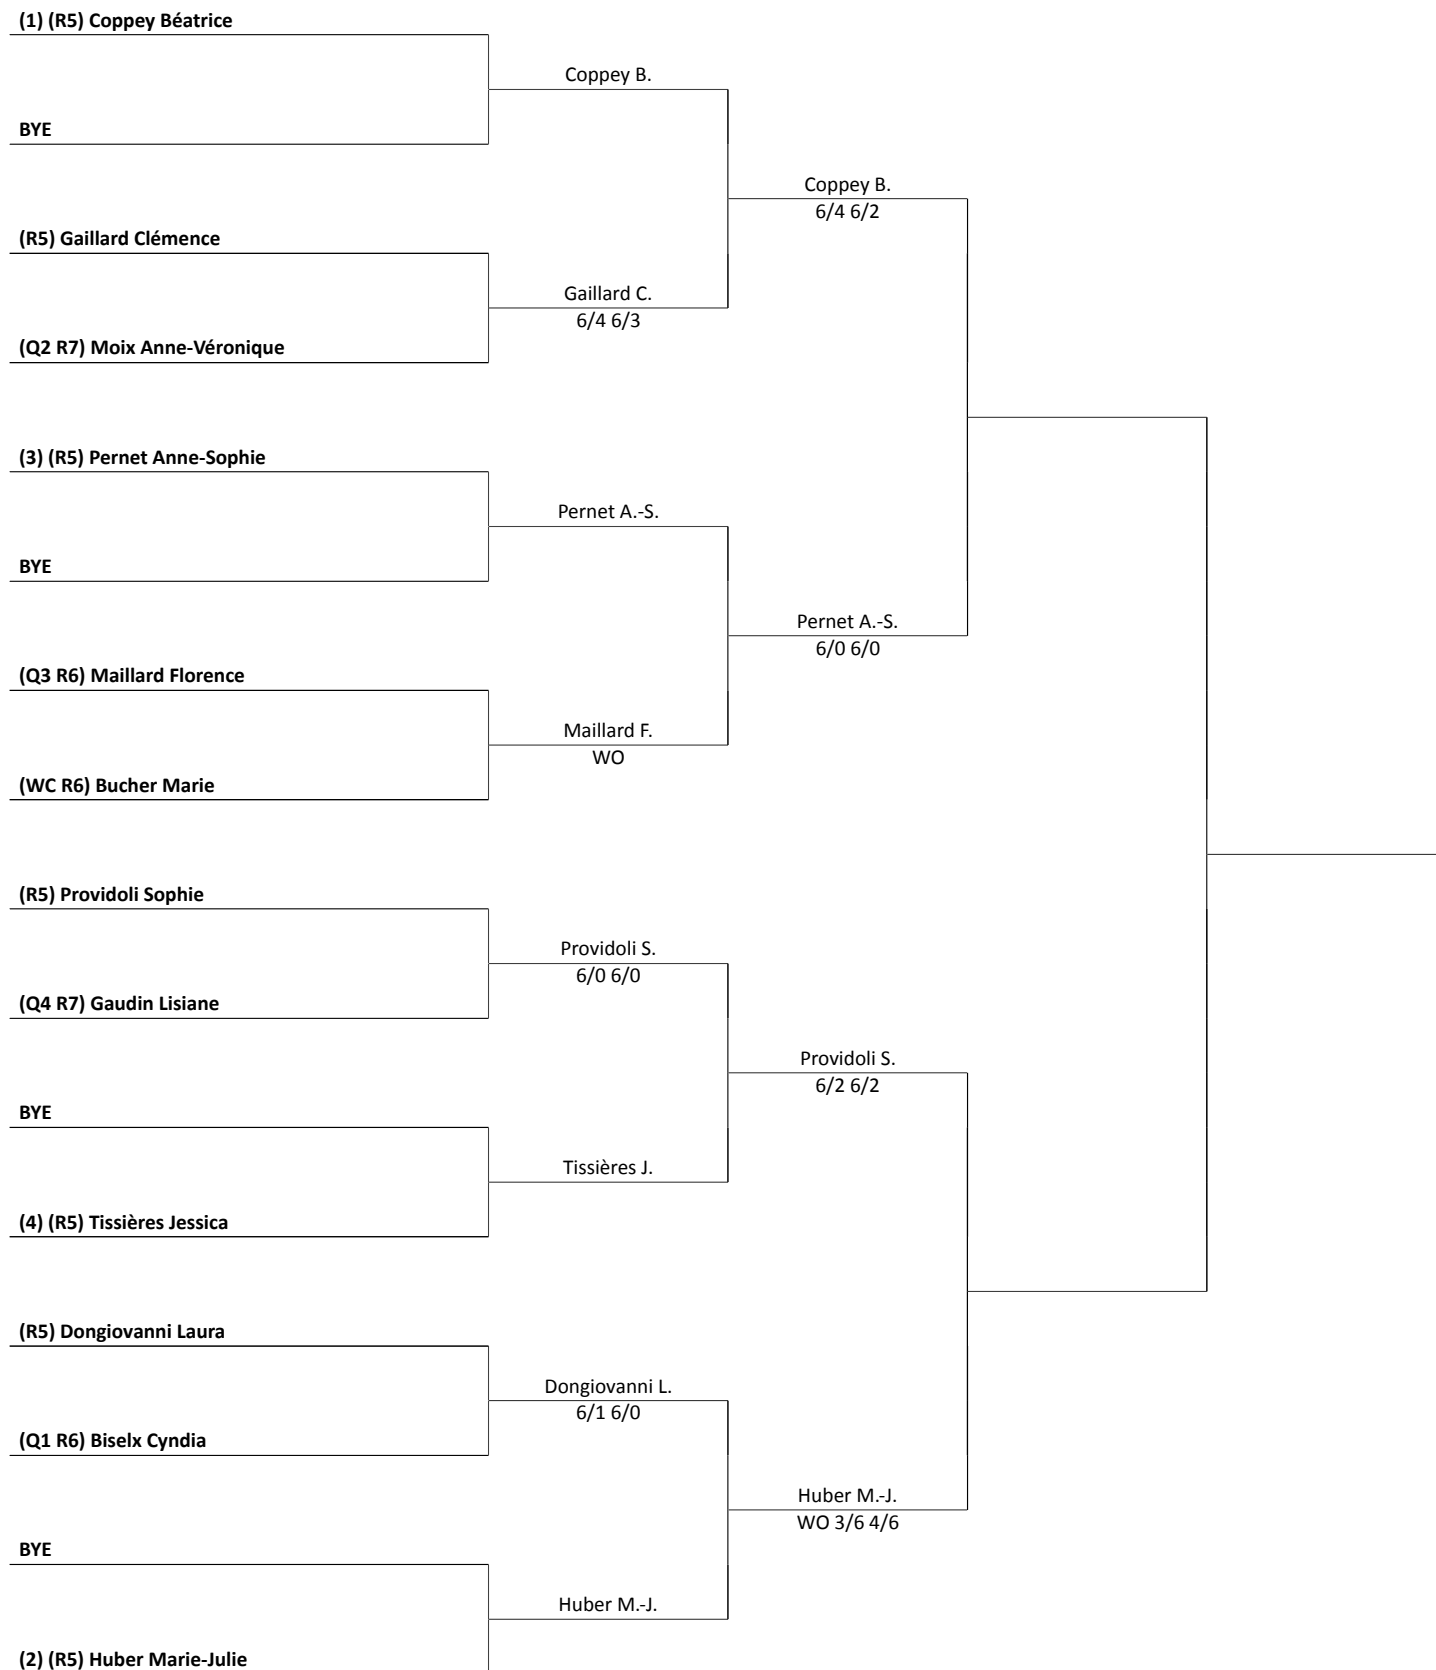 (1) (R5) Coppey Béatrice
Coppey B.
BYE
Coppey B.
6/4 6/2
(R5) Gaillard Clémence
Gaillard C.
6/4 6/3
(Q2 R7) Moix Anne-Véronique
(3) (R5) Pernet Anne-Sophie
Pernet A.-S.
BYE
Pernet A.-S.
6/0 6/0
(Q3 R6) Maillard Florence
Maillard F.
WO
(WC R6) Bucher Marie
(R5) Providoli Sophie
Providoli S.
6/0 6/0
(Q4 R7) Gaudin Lisiane
Providoli S.
6/2 6/2
BYE
Tissières J.
(4) (R5) Tissières Jessica
(R5) Dongiovanni Laura
Dongiovanni L.
6/1 6/0
(Q1 R6) Biselx Cyndia
Huber M.-J.
WO 3/6 4/6
BYE
Huber M.-J.
(2) (R5) Huber Marie-Julie